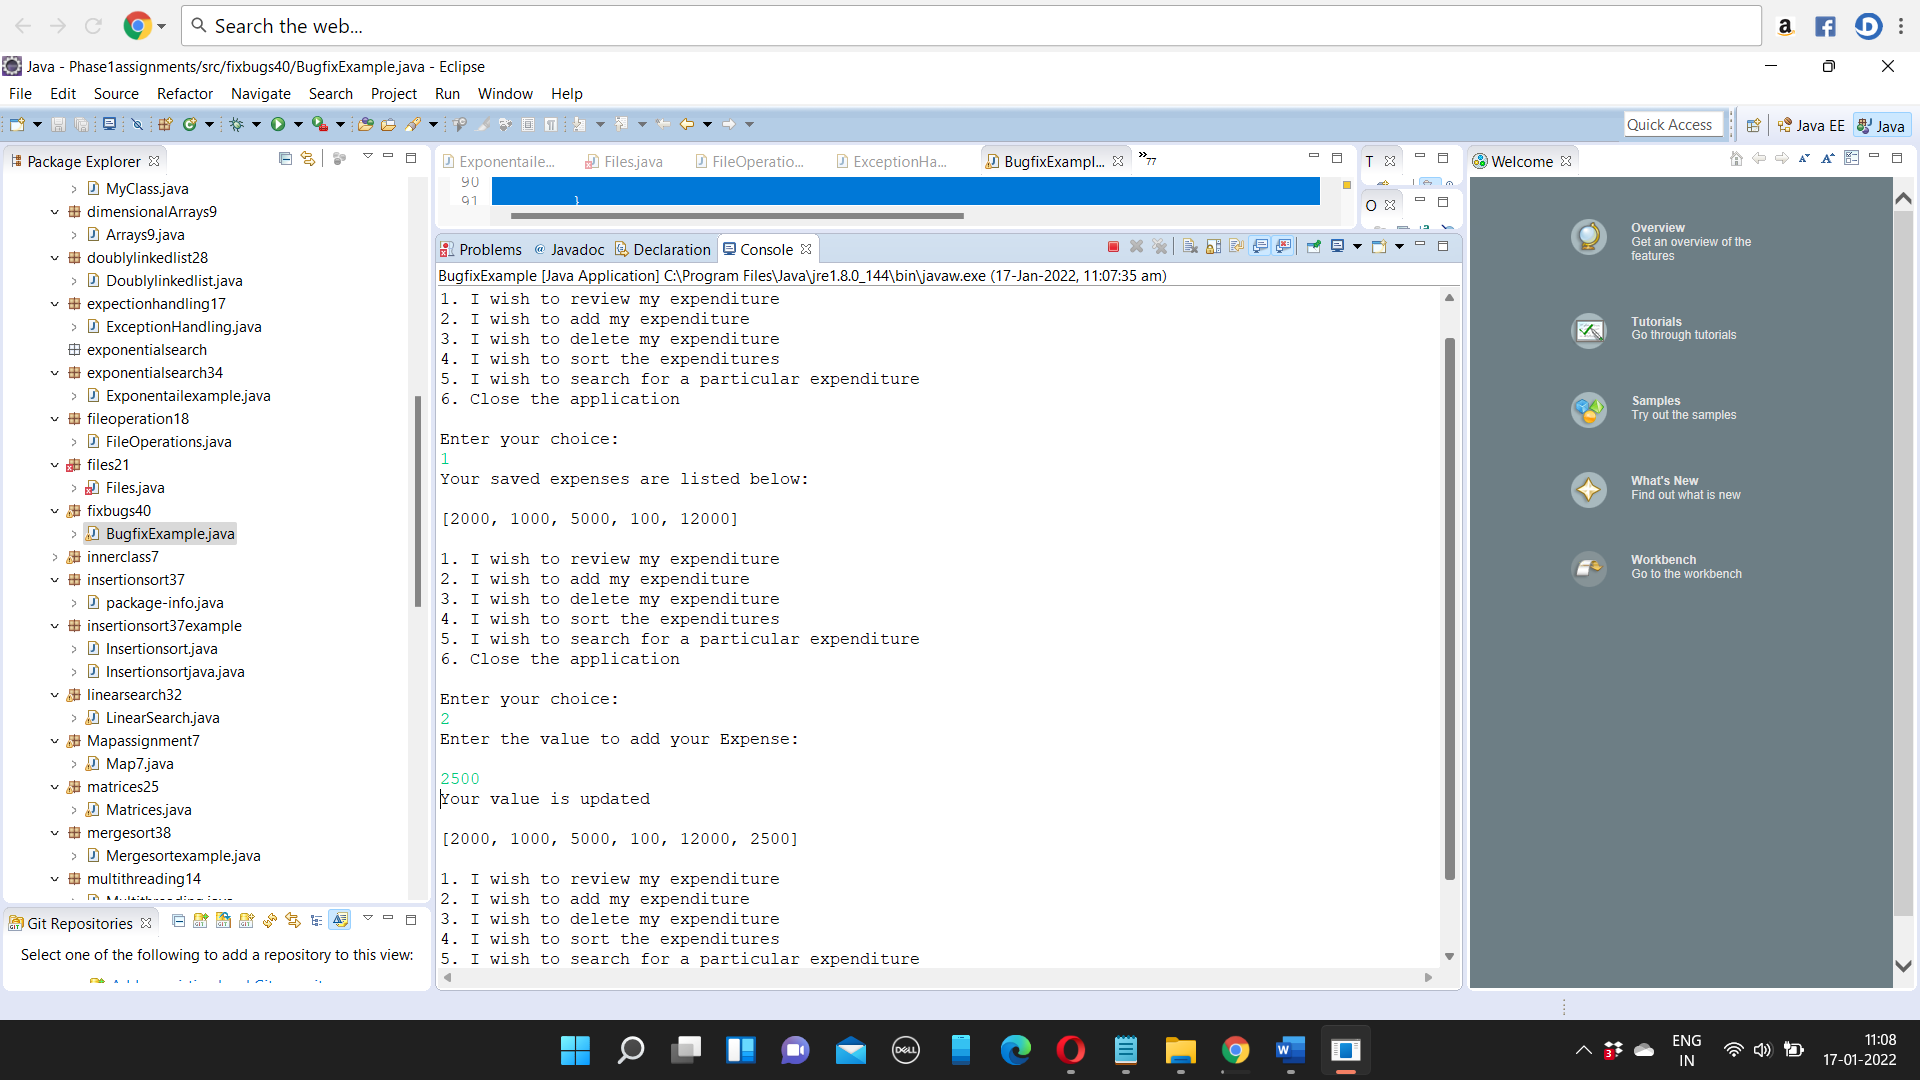 Search the web...
Java - Phase1assignments/src/fixbugs40/BugfixExample.java - Eclipse
File Edit Source Refactor Navigate Search Project Run Window Help
Quick Access
Java EE
Java
Package Explorer
MyClass.java
dimensionalArrays9
Arrays9.java
doublylinkedlist28
Doublylinkedlist.java
expectionhandling17
ExceptionHandling.java
exponentialsearch
exponentialsearch34
Exponentailexample.java
fileoperation18
FileOperations.java
files21
Files.java
fixbugs40
BugfixExample.java
innerclass7
insertionsort37
package-info.java
insertionsort37example
Insertionsort.java
Insertionsortjava.java
linearsearch32
LinearSearch.java
Mapassignment7
Map7.java
matrices25
Matrices.java
mergesort38
Mergesortexample.java
multithreading14
Git Repositories
Select one of the following to add a repository to this view:
Exponentaile... Files.java FileOperatio... ExceptionHa... BugfixExampl... »77
90
91 }
T
O
Problems @ Javadoc Declaration Console
BugfixExample [Java Application] C:\Program Files\Java\jre1.8.0_144\bin\javaw.exe (17-Jan-2022, 11:07:35 am)
1. I wish to review my expenditure
2. I wish to add my expenditure
3. I wish to delete my expenditure
4. I wish to sort the expenditures
5. I wish to search for a particular expenditure
6. Close the application
Enter your choice:
1
Your saved expenses are listed below:
[2000, 1000, 5000, 100, 12000]
1. I wish to review my expenditure
2. I wish to add my expenditure
3. I wish to delete my expenditure
4. I wish to sort the expenditures
5. I wish to search for a particular expenditure
6. Close the application
Enter your choice:
2
Enter the value to add your Expense:
2500
Your value is updated
[2000, 1000, 5000, 100, 12000, 2500]
1. I wish to review my expenditure
2. I wish to add my expenditure
3. I wish to delete my expenditure
4. I wish to sort the expenditures
5. I wish to search for a particular expenditure
Welcome
Overview
Get an overview of the
features
Tutorials
Go through tutorials
Samples
Try out the samples
What's New
Find out what is new
Workbench
Go to the workbench
DELL
ENG
IN
11:08
17-01-2022